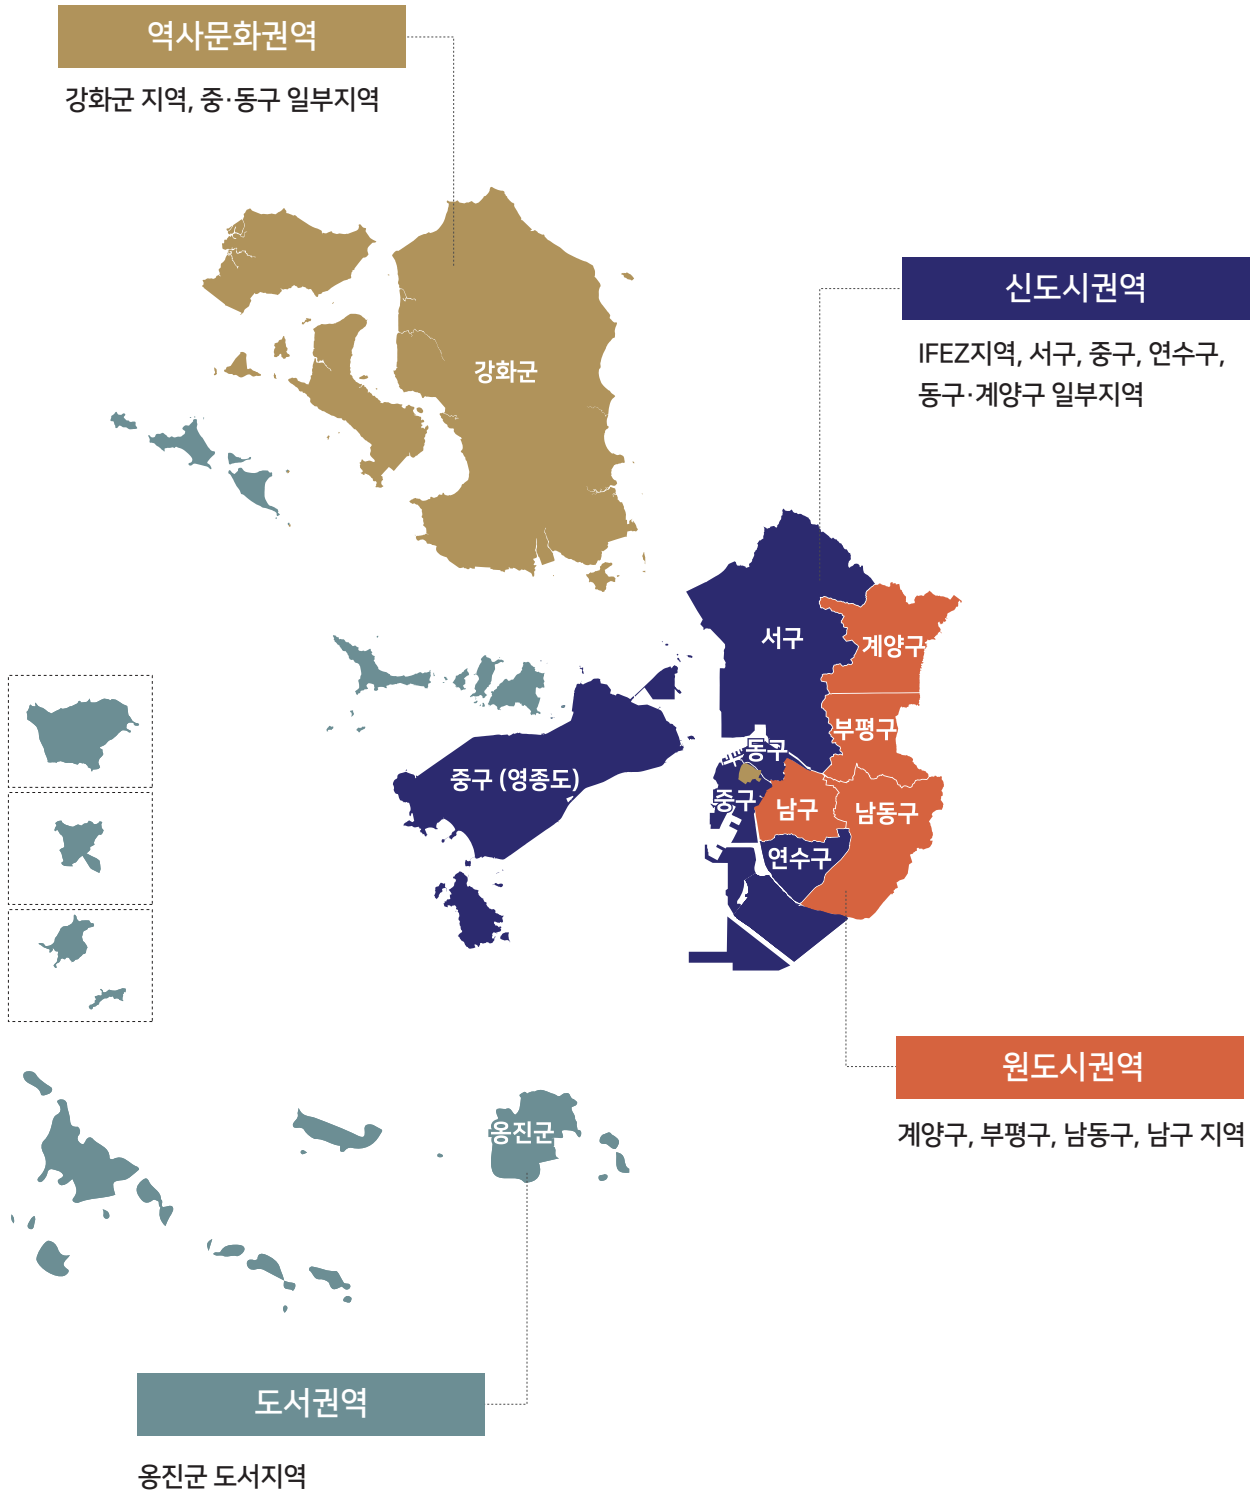 역사문화권역
강화군 지역, 중·동구 일부지역
신도시권역
IFEZ지역, 서구, 중구, 연수구,
동구·계양구 일부지역
강화군
서구
계양구
부평구
동구
중구 (영종도)
중구
남구
남동구
연수구
원도시권역
계양구, 부평구, 남동구, 남구 지역
옹진군
도서권역
옹진군 도서지역